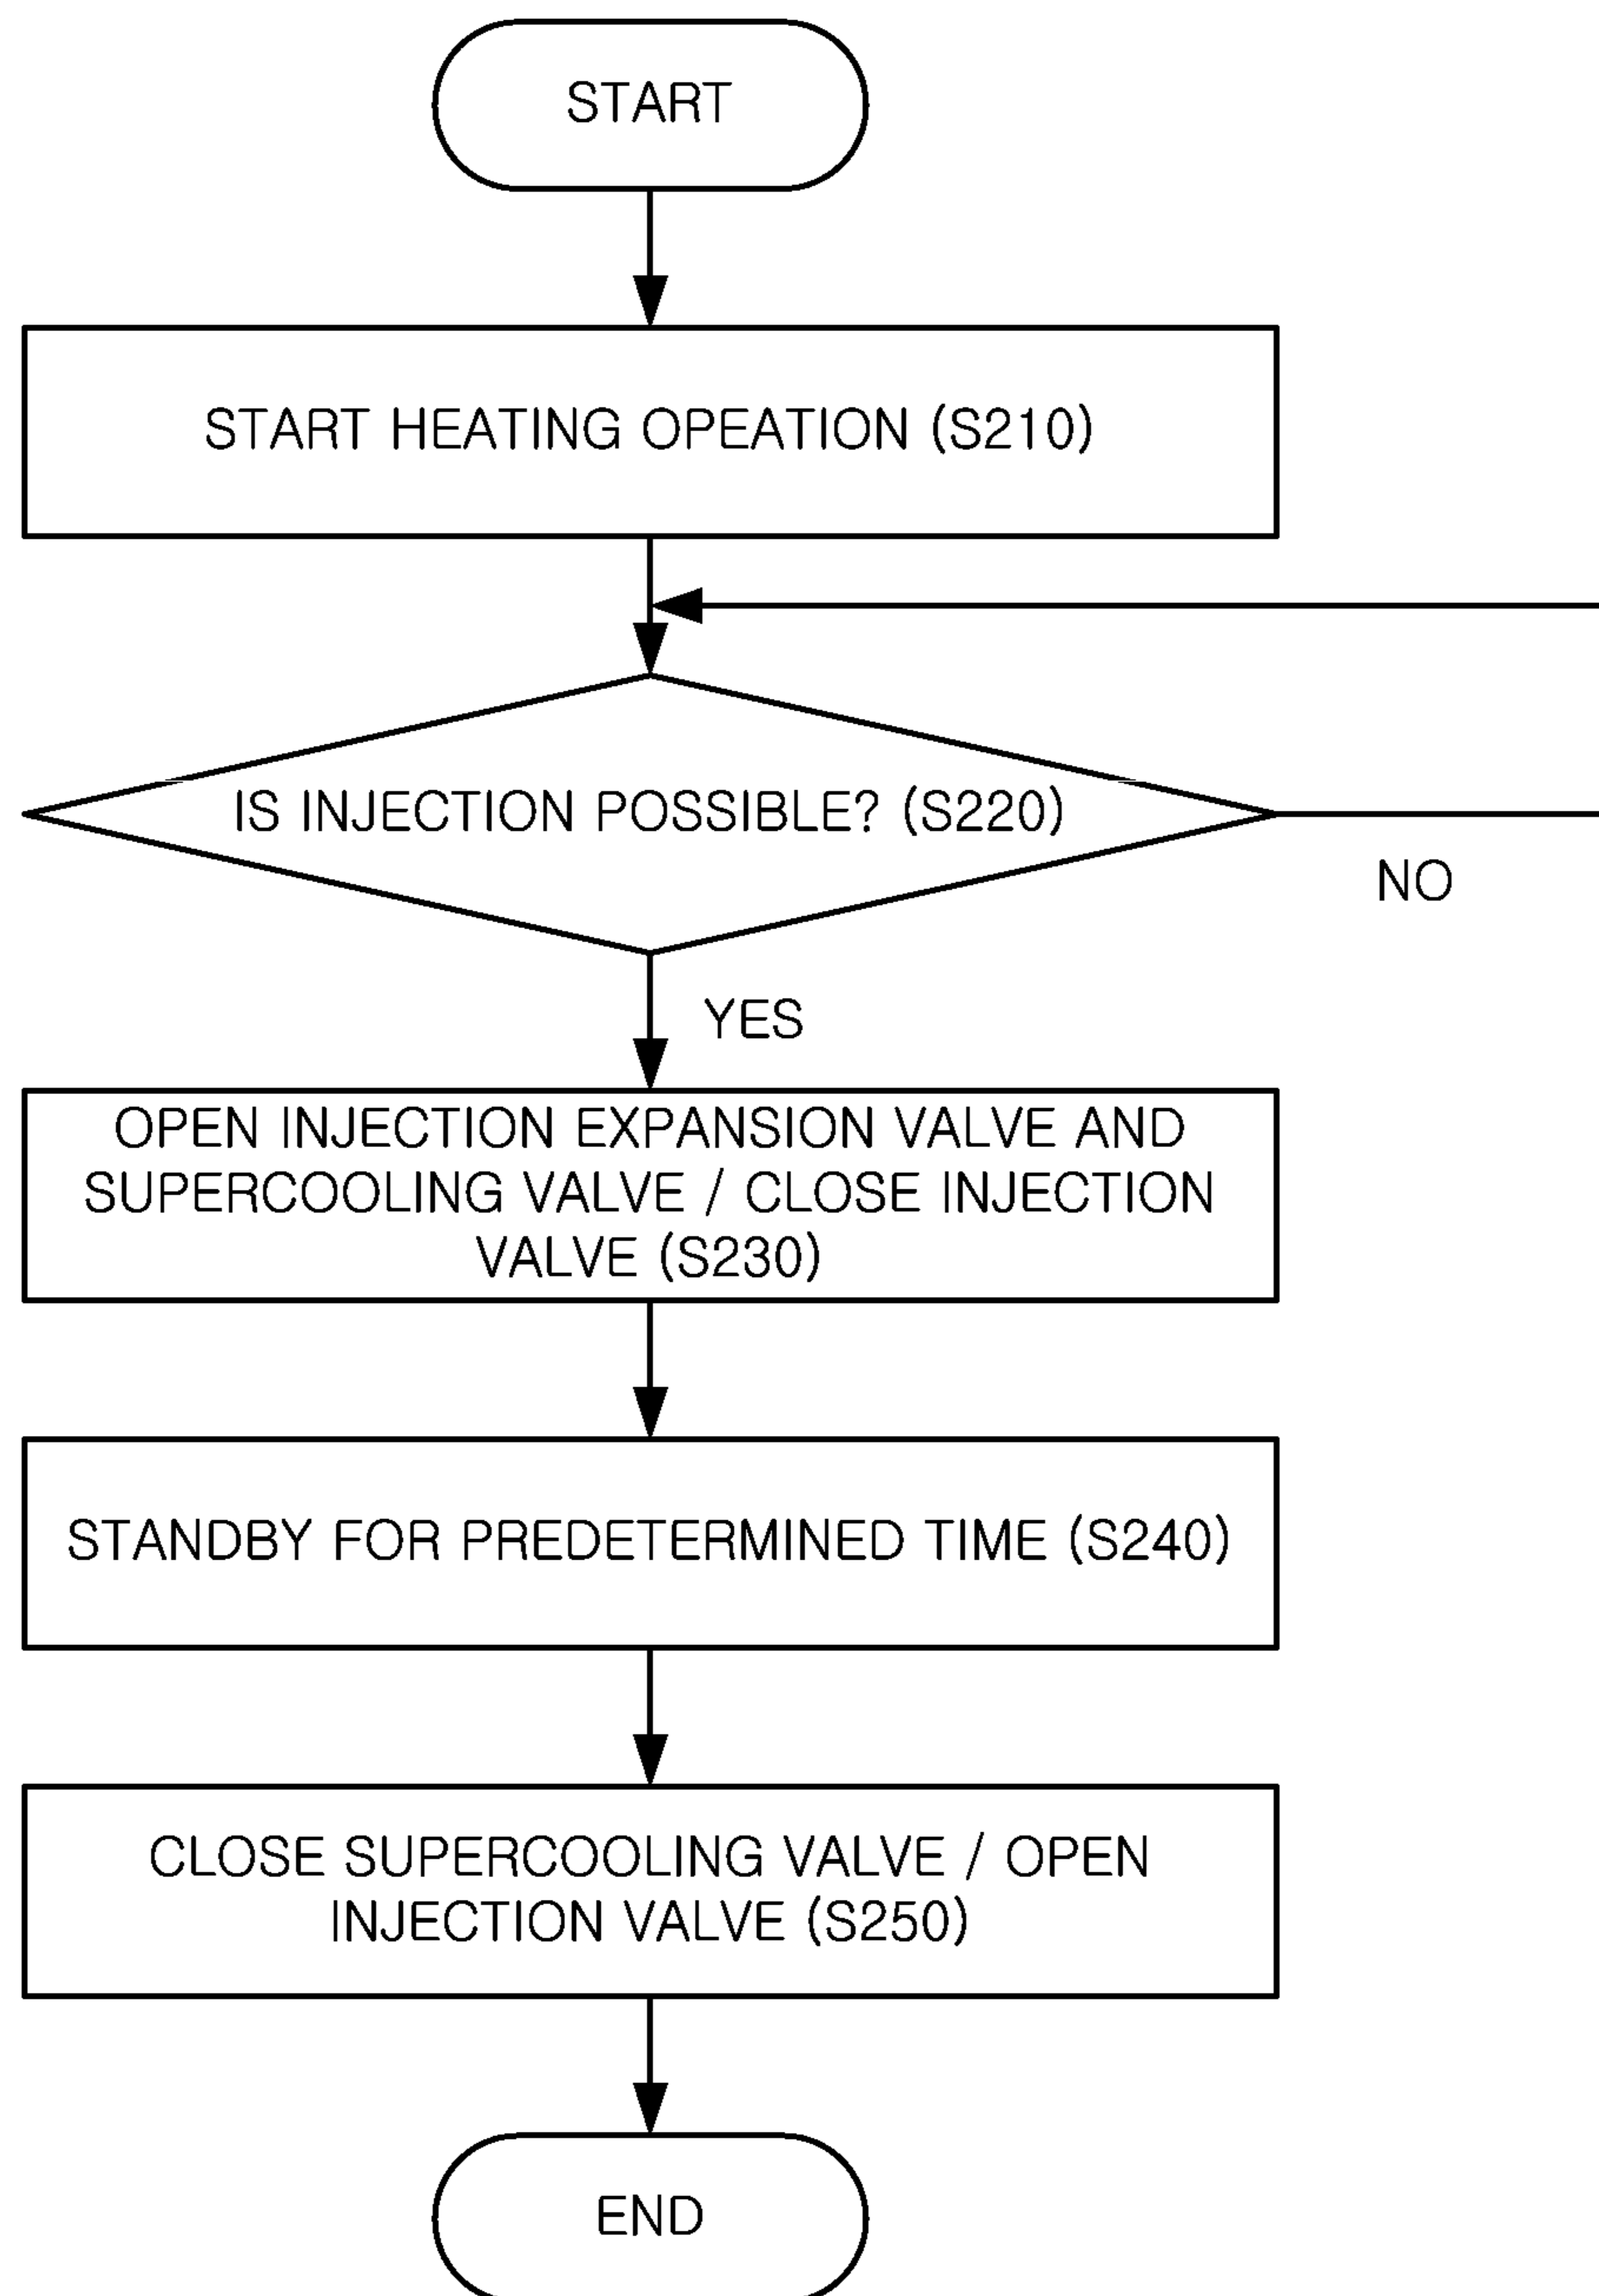 START
START HEATING OPEATION (S210)
IS INJECTION POSSIBLE? (S220)
NO
YES
OPEN INJECTION EXPANSION VALVE AND
SUPERCOOLING VALVE / CLOSE INJECTION
VALVE (S230)
STANDBY FOR PREDETERMINED TIME (S240)
CLOSE SUPERCOOLING VALVE / OPEN
INJECTION VALVE (S250)
END